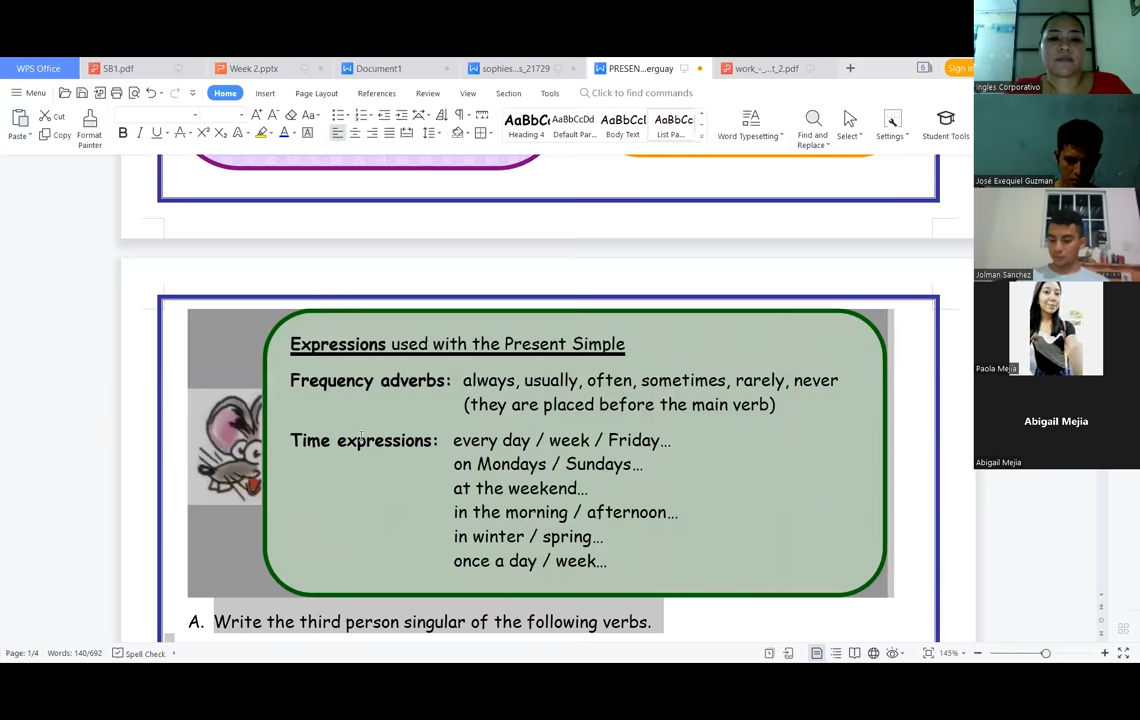 WPS Office
SB1.pdf
Week 2.pptx
Document1
sophies...s_21729
PRESEN...erguay
work_-_...t_2.pdf
Sign in
Menu
Home
Insert
Page Layout
References
Review
View
Section
Tools
Click to find commands
Paste
Cut
Copy
Format Painter
AaBbCc
Heading 4
AaBbCcDd
Default Par...
AaBbCc
Body Text
AaBbCc
List Pa...
Word Typesetting
Find and Replace
Select
Settings
Student Tools
Expressions used with the Present Simple
Frequency adverbs: always, usually, often, sometimes, rarely, never
(they are placed before the main verb)
Time expressions: every day / week / Friday...
on Mondays / Sundays...
at the weekend...
in the morning / afternoon...
in winter / spring...
once a day / week...
A. Write the third person singular of the following verbs.
Page: 1/4 Words: 140/692 Spell Check
145%
Ingles Corporativo
José Exequiel Guzman
Jolman Sanchez
Paola Mejia
Abigail Mejia
Abigail Mejia